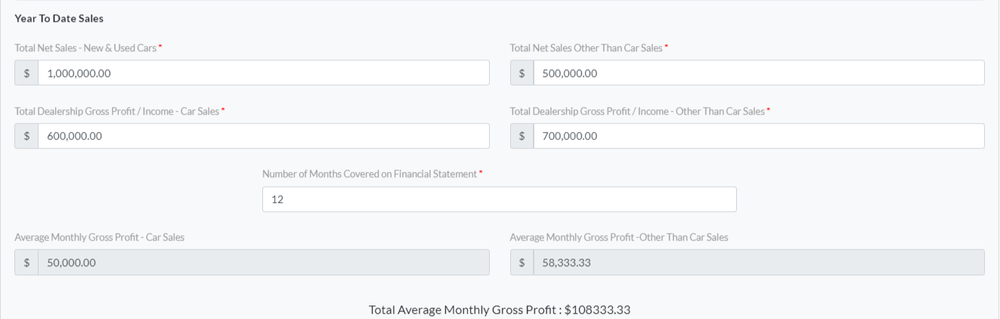 Year To Date Sales
Total Net Sales - New & Used Cars *
Total Net Sales Other Than Car Sales *
$ 1,000,000.00
$ 500,000.00
Total Dealership Gross Profit / Income - Car Sales *
Total Dealership Gross Profit / Income - Other Than Car Sales *
$ 600,000.00
$ 700,000.00
Number of Months Covered on Financial Statement *
12
Average Monthly Gross Profit - Car Sales
Average Monthly Gross Profit -Other Than Car Sales
$ 50,000.00
$ 58,333.33
Total Average Monthly Gross Profit : $108333.33